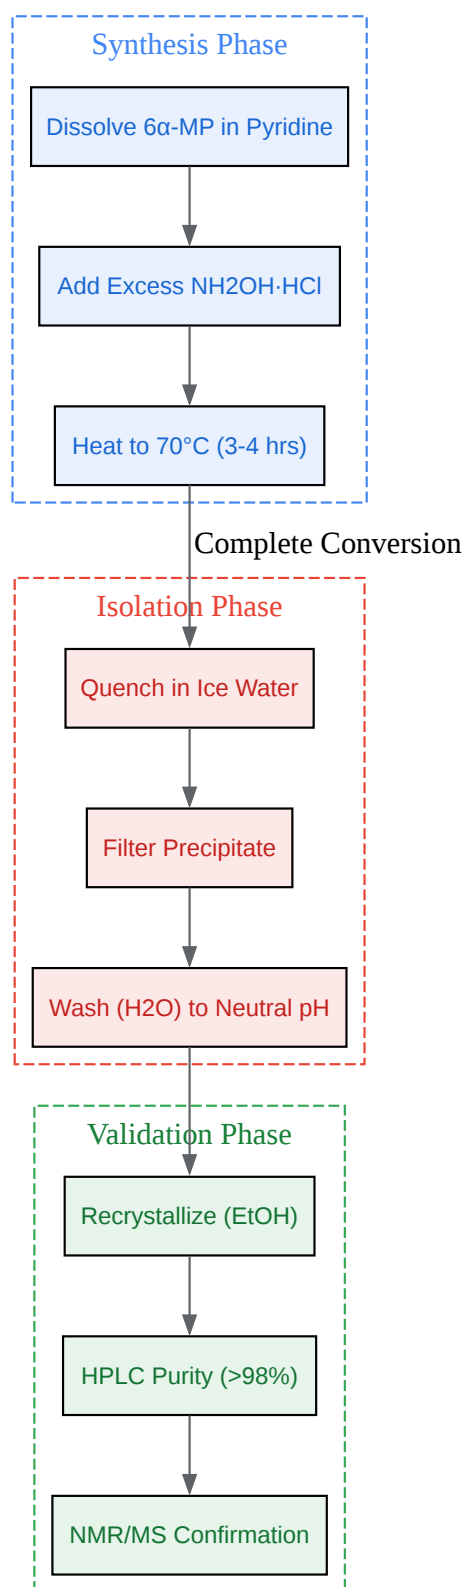 Synthesis Phase
Dissolve 6α-MP in Pyridine
Add Excess NH2OH·HCl
Heat to 70°C (3-4 hrs)
Complete Conversion
Isolation Phase
Quench in Ice Water
Filter Precipitate
Wash (H2O) to Neutral pH
Validation Phase
Recrystallize (EtOH)
HPLC Purity (>98%)
NMR/MS Confirmation